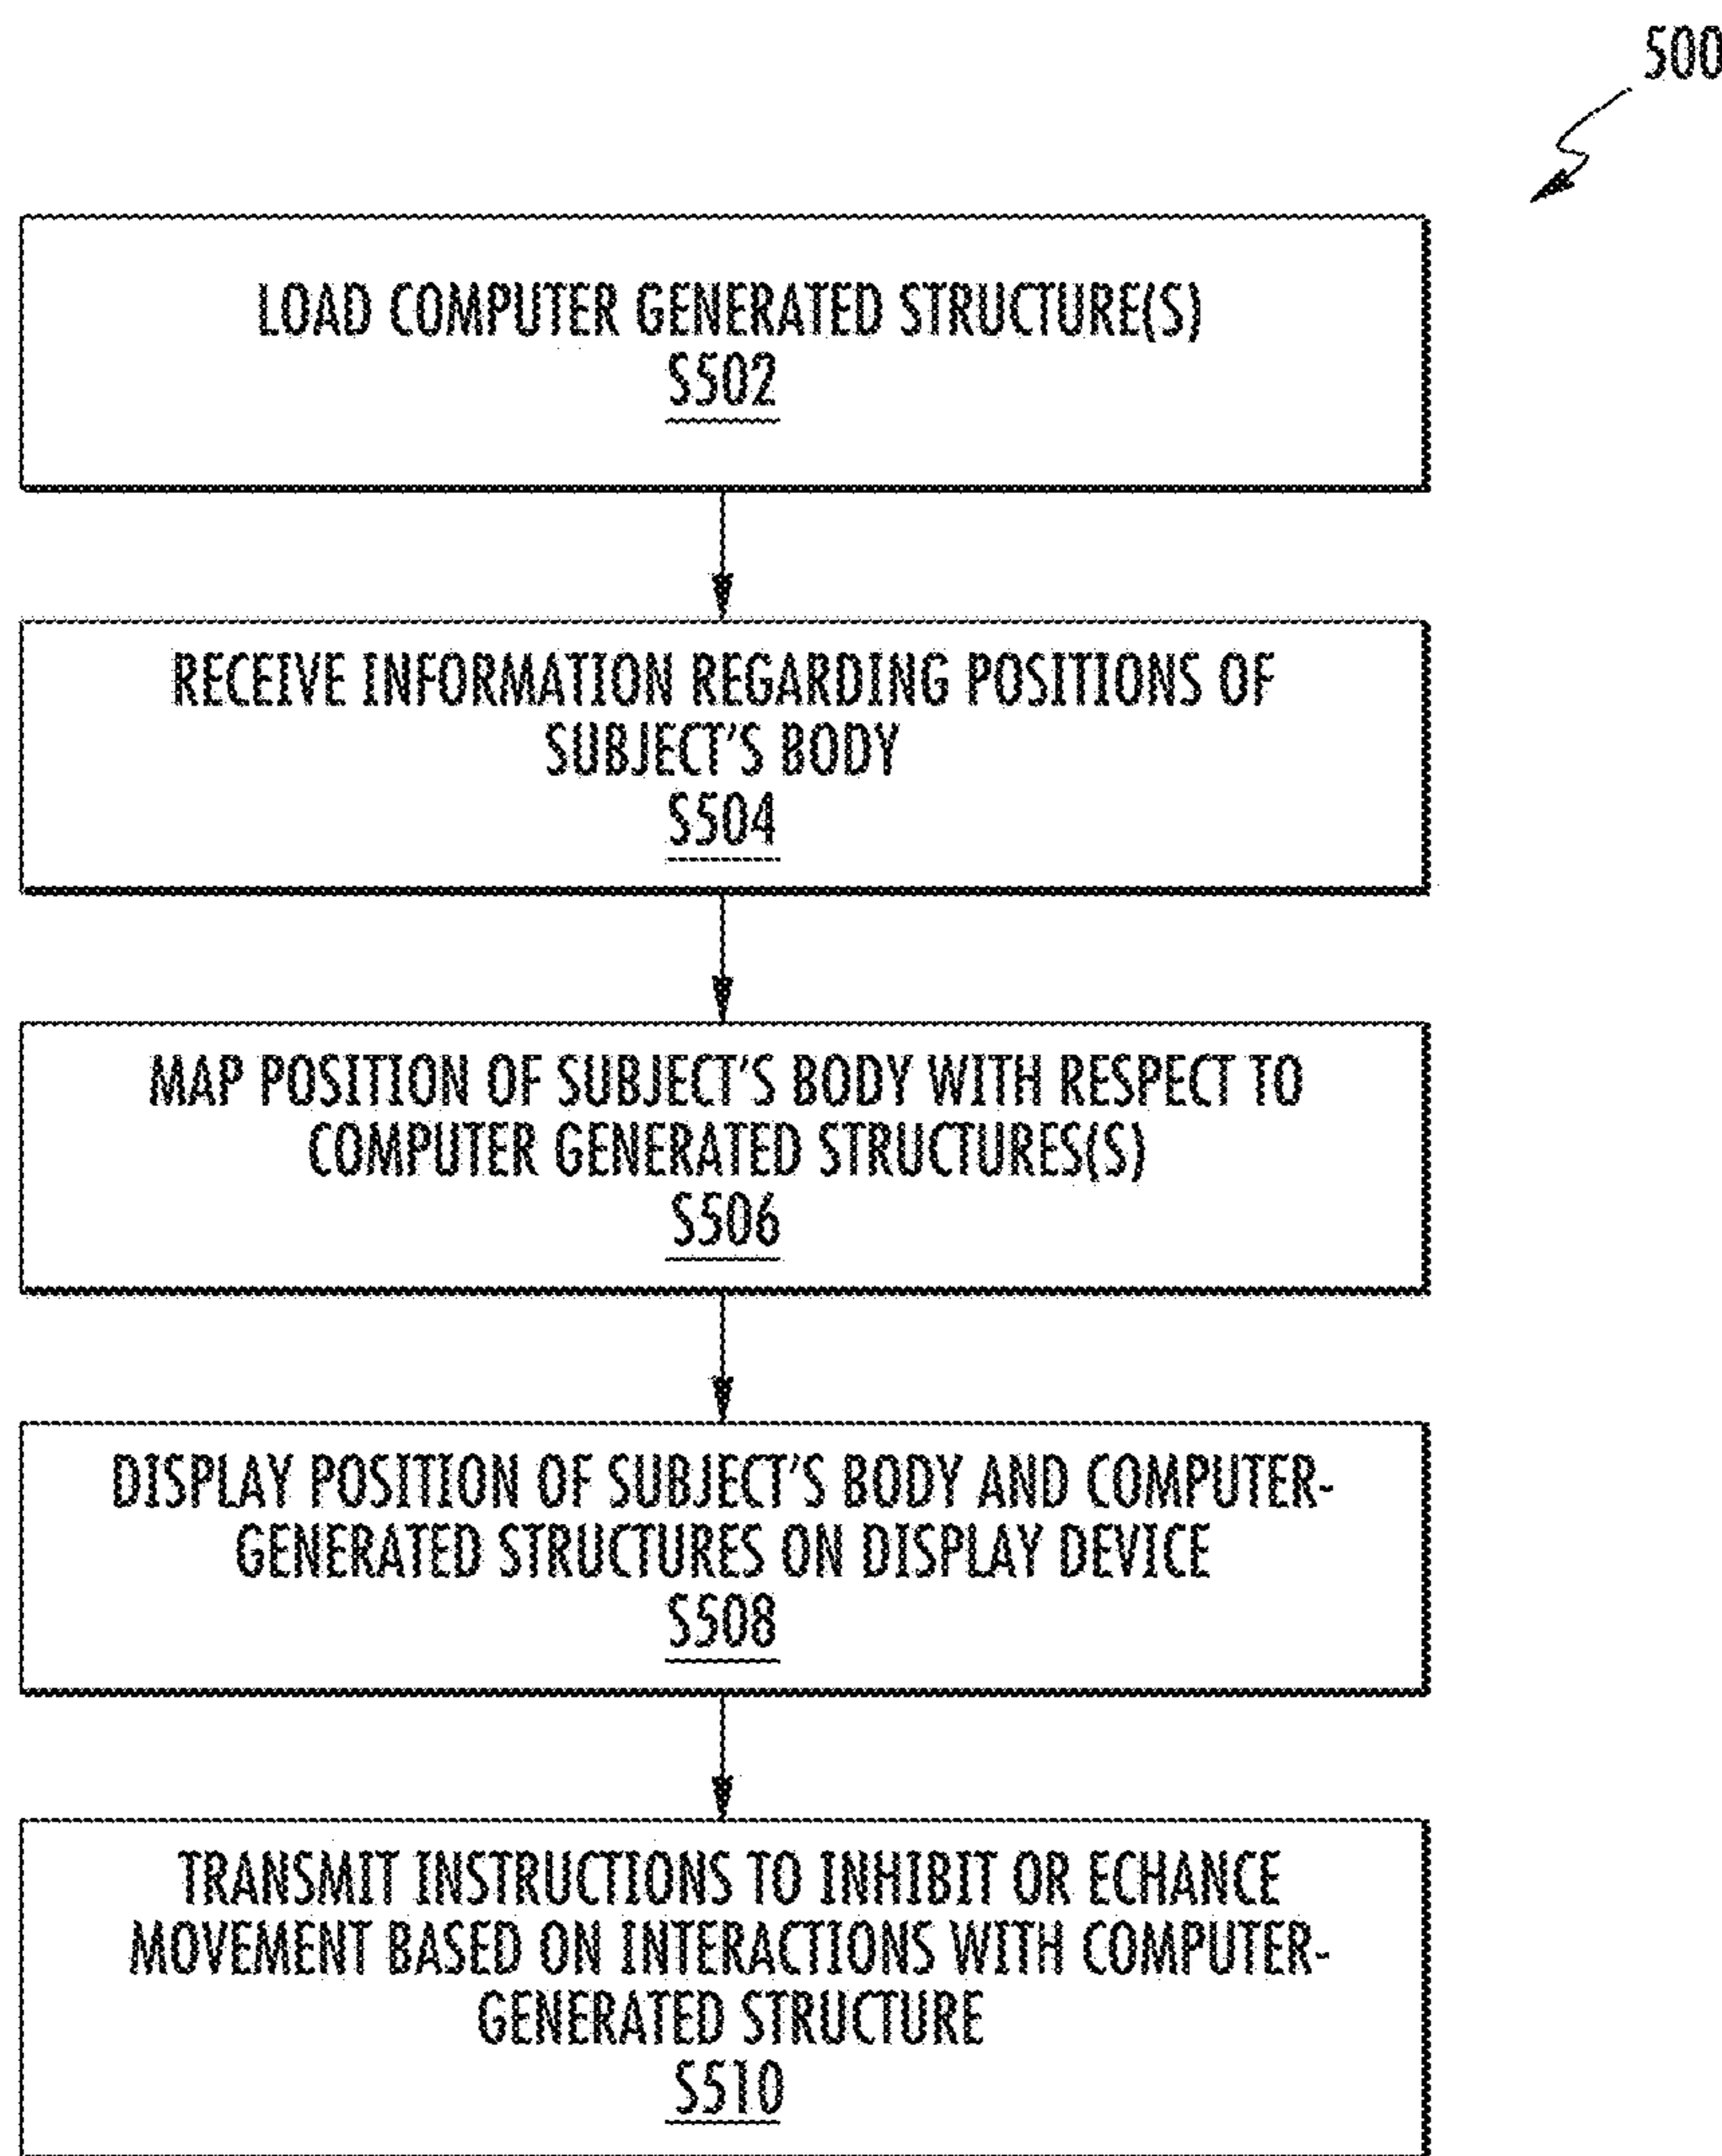 500
LOAD COMPUTER GENERATED STRUCTURE(S)
S502
RECEIVE INFORMATION REGARDING POSITIONS OF
SUBJECT'S BODY
S504
MAP POSITION OF SUBJECT'S BODY WITH RESPECT TO
COMPUTER GENERATED STRUCTURES(S)
S506
DISPLAY POSITION OF SUBJECT'S BODY AND COMPUTER-
GENERATED STRUCTURES ON DISPLAY DEVICE
S508
TRANSMIT INSTRUCTIONS TO INHIBIT OR ECHANCE
MOVEMENT BASED ON INTERACTIONS WITH COMPUTER-
GENERATED STRUCTURE
S510